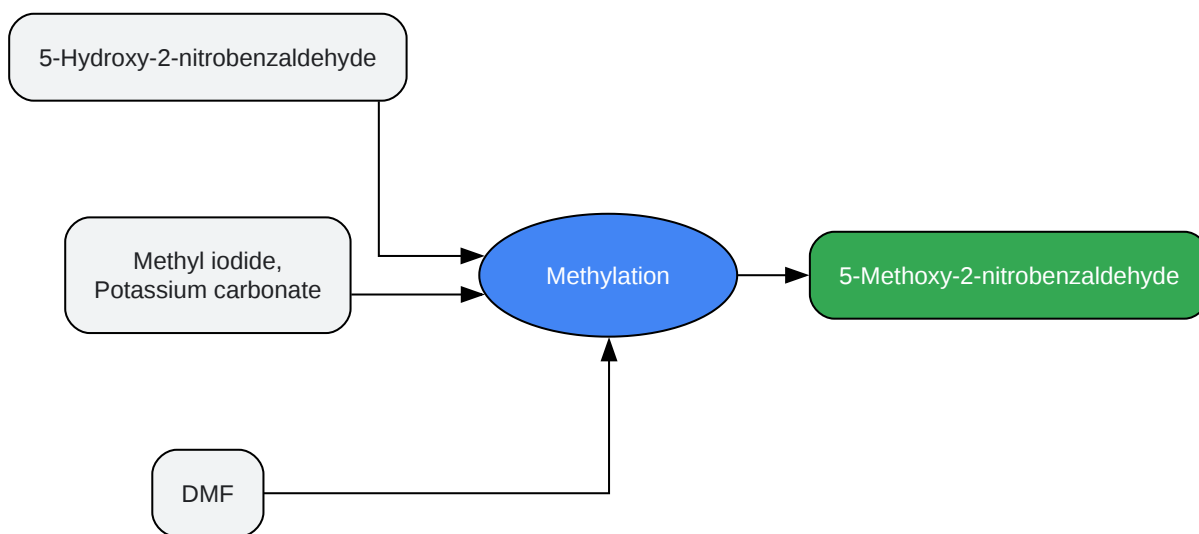 5-Hydroxy-2-nitrobenzaldehyde
Methyl iodide,
Potassium carbonate
Methylation
5-Methoxy-2-nitrobenzaldehyde
DMF